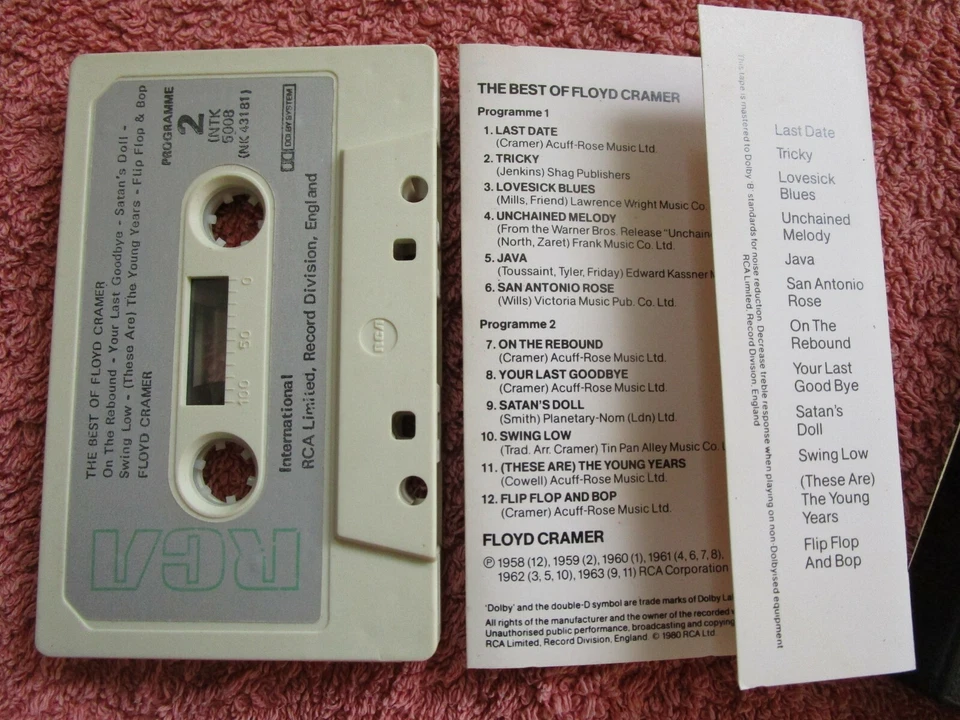 THE BEST OF FLOYD CRAMER
On The Rebound - Your Last Goodbye - Satan's Doll -
Swing Low - (These Are) The Young Years - Flip Flop & Bop
FLOYD CRAMER
PROGRAMME
2
(NTK
5008
(NK 43181)
DOLBY SYSTEM
0
50
100
International
RCA Limited, Record Division, England
RCA
RCA
THE BEST OF FLOYD CRAMER
Programme 1
1. LAST DATE
(Cramer) Acuff-Rose Music Ltd.
2. TRICKY
(Jenkins) Shag Publishers
3. LOVESICK BLUES
(Mills, Friend) Lawrence Wright Music Co.
4. UNCHAINED MELODY
(From the Warner Bros. Release "Unchain
(North, Zaret) Frank Music Co. Ltd.
5. JAVA
(Toussaint, Tyler, Friday) Edward Kassner M
6. SAN ANTONIO ROSE
(Wills) Victoria Music Pub. Co. Ltd.
Programme 2
7. ON THE REBOUND
(Cramer) Acuff-Rose Music Ltd.
8. YOUR LAST GOODBYE
(Cramer) Acuff-Rose Music Ltd.
9. SATAN'S DOLL
(Smith) Planetary-Nom (Ldn) Ltd.
10. SWING LOW
(Trad. Arr. Cramer) Tin Pan Alley Music Co. L
11. (THESE ARE) THE YOUNG YEARS
(Cowell) Acuff-Rose Music Ltd.
12. FLIP FLOP AND BOP
(Cramer) Acuff-Rose Music Ltd.
FLOYD CRAMER
℗ 1958 (12), 1959 (2), 1960 (1), 1961 (4, 6, 7, 8),
1962 (3, 5, 10), 1963 (9, 11) RCA Corporation
'Dolby' and the double-D symbol are trade marks of Dolby La
All rights of the manufacturer and the owner of the recorded
Unauthorised public performance, broadcasting and copying
RCA Limited, Record Division, England. © 1980 RCA Ltd.
This tape is mastered to Dolby 'B' standards for noise reduction. Decrease treble response when playing on non Dolbyised equipment
RCA Limited, Record Division, England
Last Date
Tricky
Lovesick
Blues
Unchained
Melody
Java
San Antonio
Rose
On The
Rebound
Your Last
Good Bye
Satan's
Doll
Swing Low
(These Are)
The Young
Years
Flip Flop
And Bop